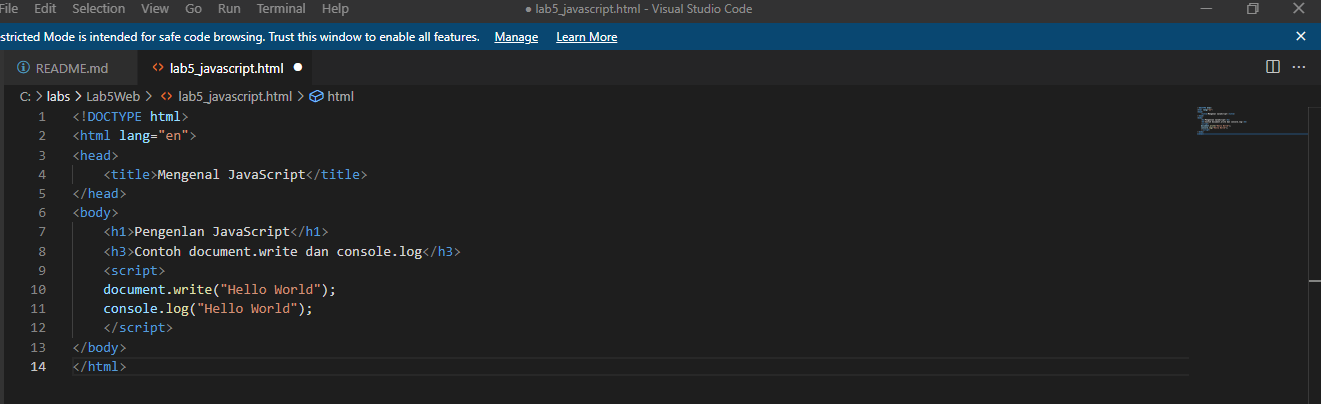 File Edit Selection View Go Run Terminal Help ● lab5_javascript.html - Visual Studio Code
stricted Mode is intended for safe code browsing. Trust this window to enable all features. Manage Learn More
README.md lab5_javascript.html ●
C: > labs > Lab5Web > lab5_javascript.html > html
1 <!DOCTYPE html>
2 <html lang="en">
3 <head>
4 <title>Mengenal JavaScript</title>
5 </head>
6 <body>
7 <h1>Pengenlan JavaScript</h1>
8 <h3>Contoh document.write dan console.log</h3>
9 <script>
10 document.write("Hello World");
11 console.log("Hello World");
12 </script>
13 </body>
14 </html>